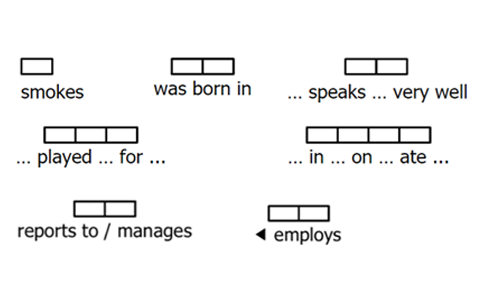 smokes
was born in
... speaks ... very well
... played ... for ...
... in ... on ... ate ...
reports to / manages
◄ employs